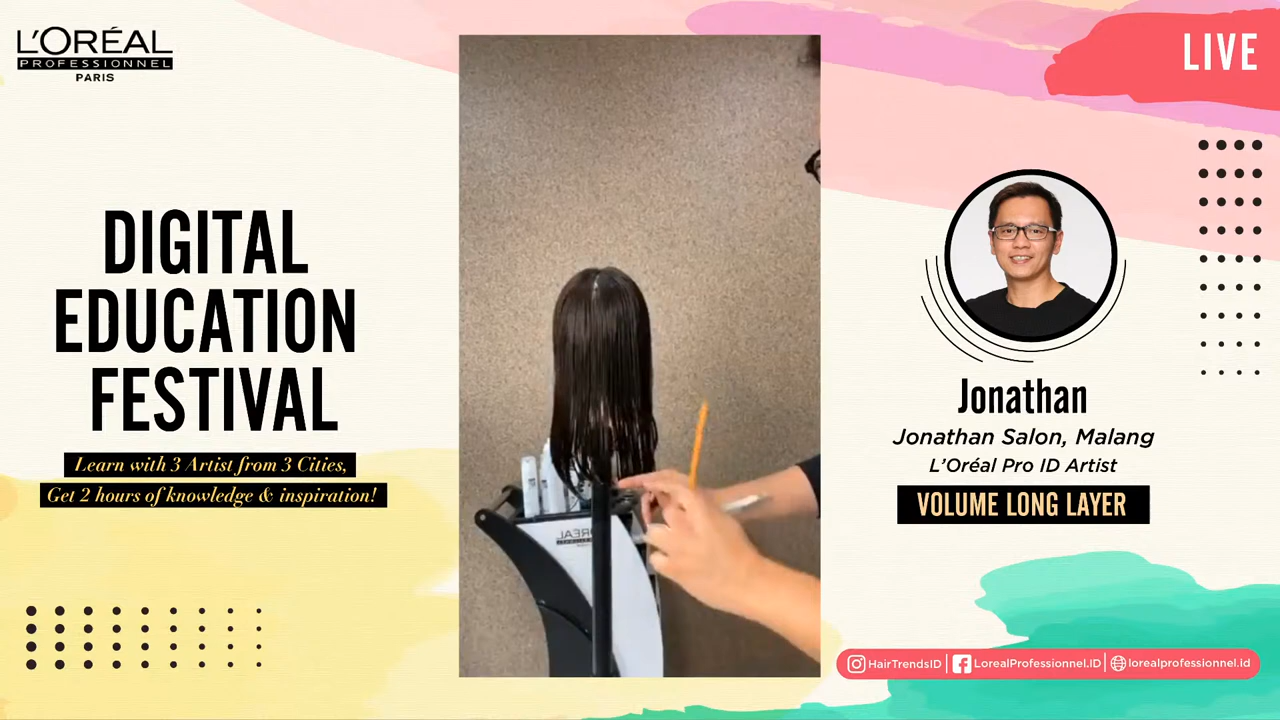 L'ORÉAL
PROFESSIONNEL
PARIS
DIGITAL
EDUCATION
FESTIVAL
Learn with 3 Artist from 3 Cities,
Get 2 hours of knowledge & inspiration!
L'ORÉAL
LIVE
Jonathan
Jonathan Salon, Malang
L'Oréal Pro ID Artist
VOLUME LONG LAYER
HairTrendsID | LorealProfessionnel.ID | lorealprofessionnel.id